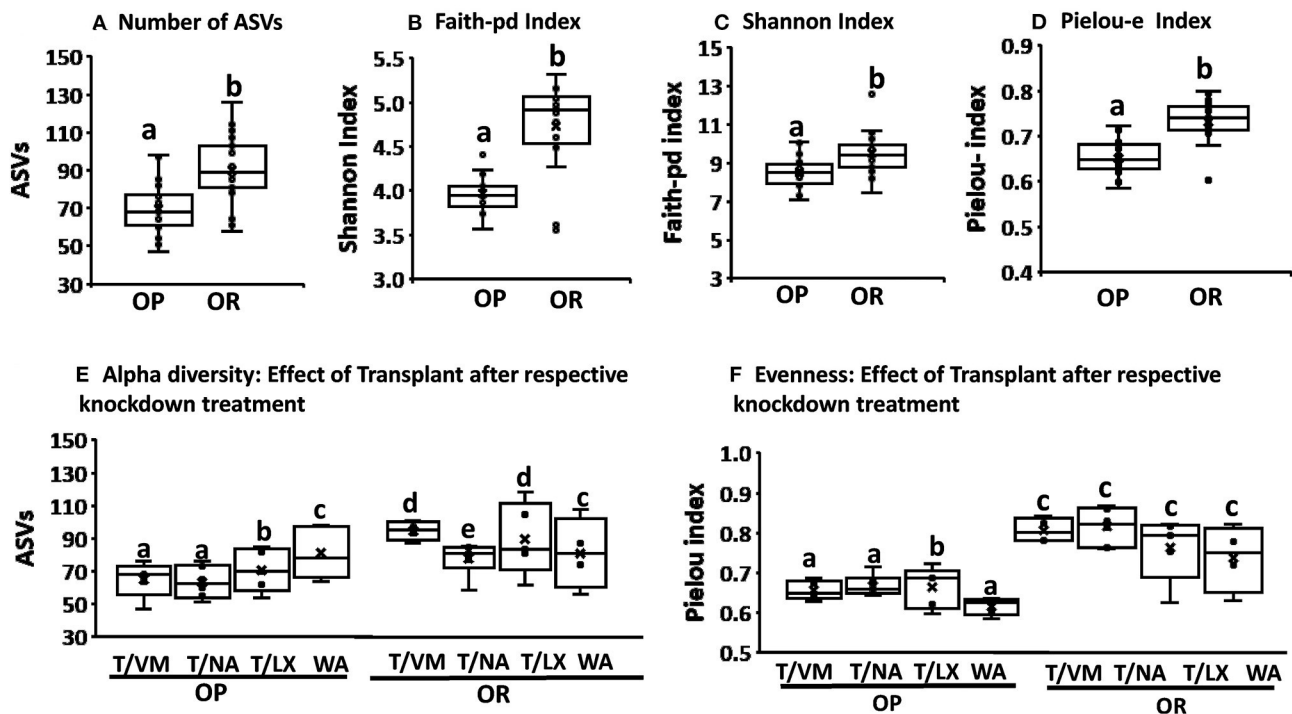 A Number of ASVs
ASVs
150
130
110
90
70
50
30
a
b
OP OR
B Faith-pd Index
Shannon Index
5.5
5.0
4.5
4.0
3.5
3.0
a
b
OP OR
C Shannon Index
Faith-pd index
15
13
11
9
7
5
3
a
b
OP OR
D Pielou-e Index
Pielou- index
0.9
0.8
0.7
0.6
0.5
0.4
a
b
OP OR
E Alpha diversity: Effect of Transplant after respective
knockdown treatment
ASVs
150
130
110
90
70
50
30
a a b c d e d c
T/VM T/NA T/LX WA T/VM T/NA T/LX WA
OP OR
F Evenness: Effect of Transplant after respective
knockdown treatment
Pielou index
1.0
0.9
0.8
0.7
0.6
0.5
a a b a c c c c
T/VM T/NA T/LX WA T/VM T/NA T/LX WA
OP OR